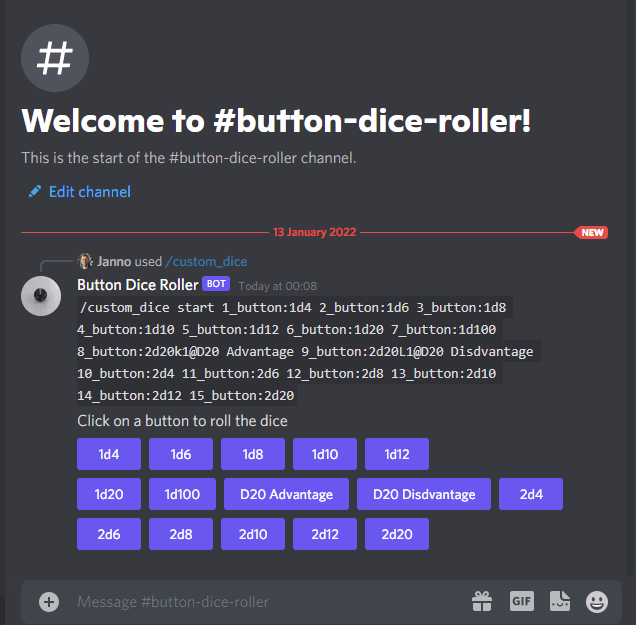 Welcome to #button-dice-roller!
This is the start of the #button-dice-roller channel.
Edit channel
13 January 2022 NEW
Janno used /custom_dice
Button Dice Roller BOT Today at 00:08
/custom_dice start 1_button:1d4 2_button:1d6 3_button:1d8
4_button:1d10 5_button:1d12 6_button:1d20 7_button:1d100
8_button:2d20k1@D20 Advantage 9_button:2d20L1@D20 Disdvantage
10_button:2d4 11_button:2d6 12_button:2d8 13_button:2d10
14_button:2d12 15_button:2d20
Click on a button to roll the dice
1d4 1d6 1d8 1d10 1d12
1d20 1d100 D20 Advantage D20 Disdvantage 2d4
2d6 2d8 2d10 2d12 2d20
Message #button-dice-roller GIF